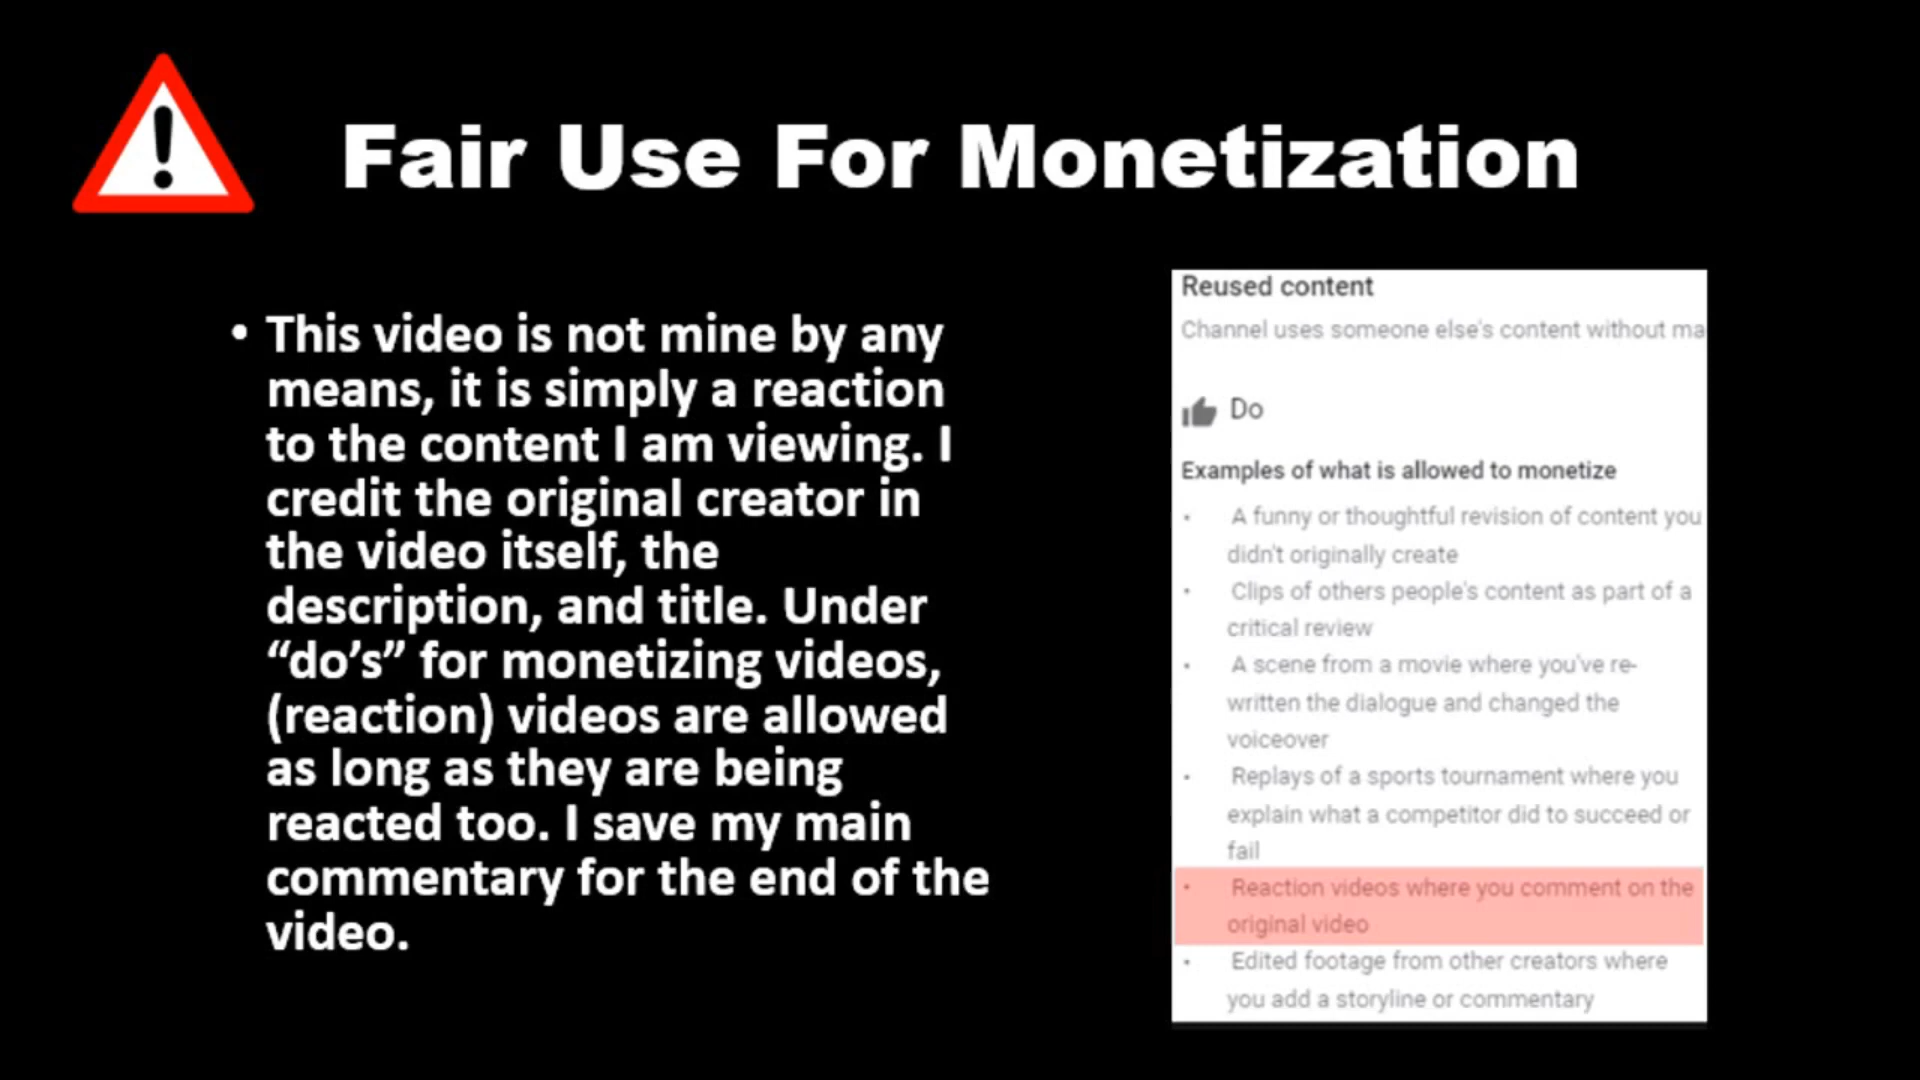 Fair Use For Monetization
• This video is not mine by any
means, it is simply a reaction
to the content I am viewing. I
credit the original creator in
the video itself, the
description, and title. Under
“do’s” for monetizing videos,
(reaction) videos are allowed
as long as they are being
reacted too. I save my main
commentary for the end of the
video.
Reused content
Channel uses someone else's content without ma
Do
Examples of what is allowed to monetize
• A funny or thoughtful revision of content you
didn't originally create
• Clips of others people's content as part of a
critical review
• A scene from a movie where you've re-
written the dialogue and changed the
voiceover
• Replays of a sports tournament where you
explain what a competitor did to succeed or
fail
• Reaction videos where you comment on the
original video
• Edited footage from other creators where
you add a storyline or commentary